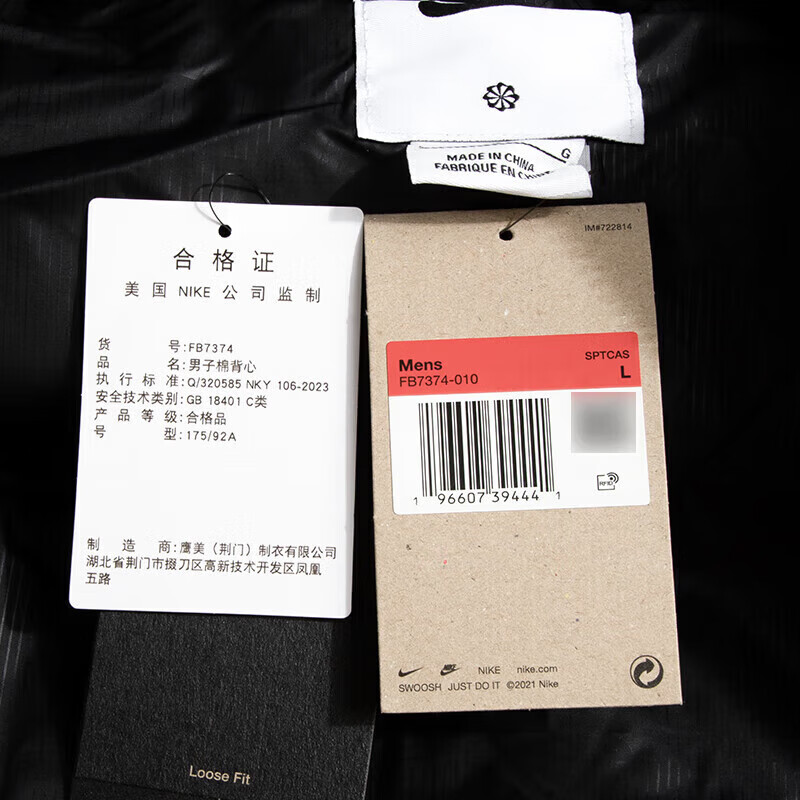 MADE IN CHINA
G
FABRIQUE EN
合格证
美国 NIKE 公司监制
货 号:FB7374
品 名:男子棉背心
执行标准:Q/320585 NKY 106-2023
安全技术类别:GB 18401 C类
产品等级:合格品
号 型:175/92A
制 造 商:鹰美(荆门)制衣有限公司
湖北省荆门市掇刀区高新技术开发区凤凰
五路
Loose Fit
IM#722814
Mens
SPTCAS
FB7374-010
L
1 96607 39444 1
RFID
NIKE nike.com
SWOOSH JUST DO IT ©2021 Nike